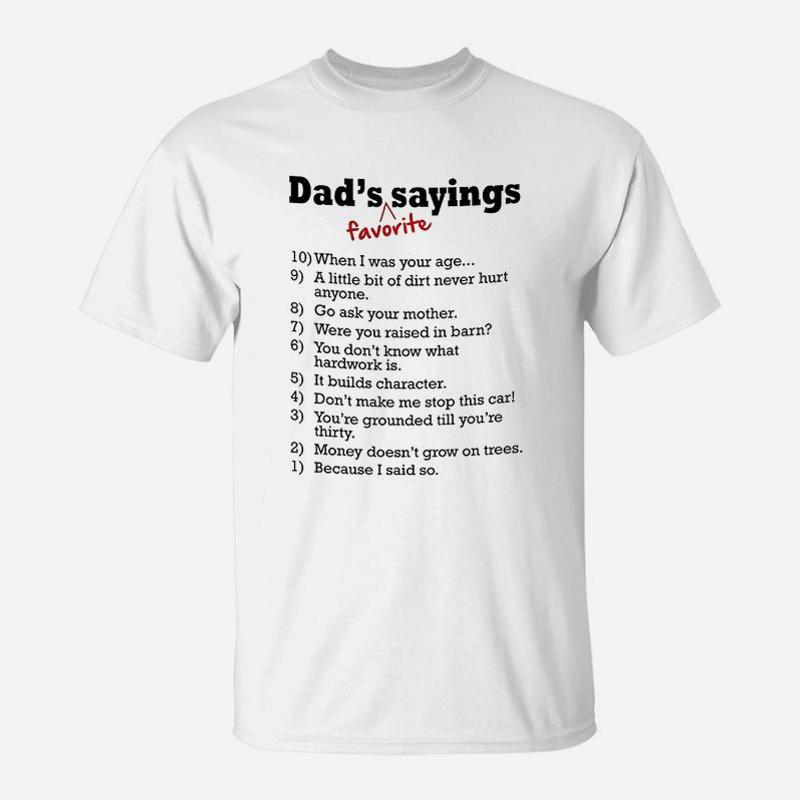 Dad's sayings
favorite
10) When I was your age...
9) A little bit of dirt never hurt
anyone.
8) Go ask your mother.
7) Were you raised in barn?
6) You don't know what
hardwork is.
5) It builds character.
4) Don't make me stop this car!
3) You're grounded till you're
thirty.
2) Money doesn't grow on trees.
1) Because I said so.